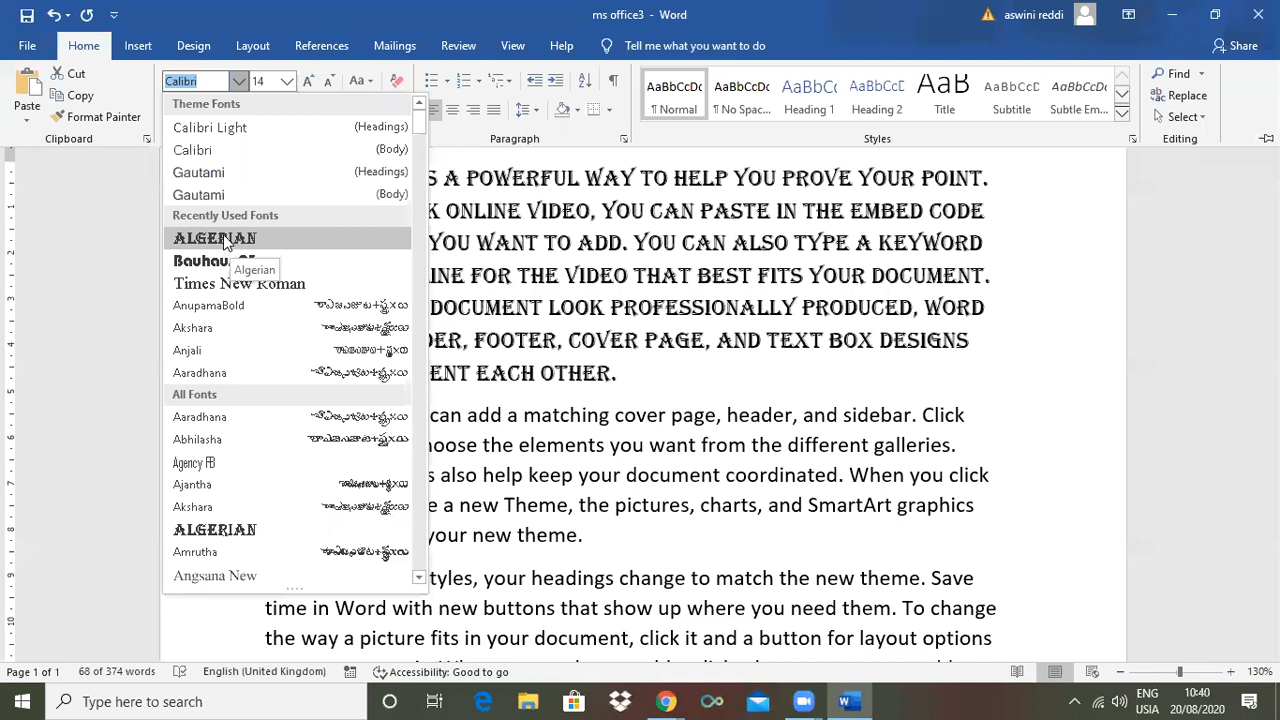 ms office3 - Word
aswini reddi
File Home Insert Design Layout References Mailings Review View Help Tell me what you want to do Share
Paste
Cut
Copy
Format Painter
Clipboard
Calibri 14 Aa
Paragraph
AaBbCcDc AaBbCcDc AaBbCc AaBbCcD AaB AaBbCcDc AaBbCcDc
¶ Normal ¶ No Spac... Heading 1 Heading 2 Title Subtitle Subtle Em...
Styles
Find
Replace
Select
Editing
Theme Fonts
Calibri Light (Headings)
Calibri (Body)
Gautami (Headings)
Gautami (Body)
Recently Used Fonts
ALGERIAN
Algerian
Times New Roman
AnupamaBold
Akshara
Anjali
Aaradhana
All Fonts
Aaradhana
Abhilasha
Agency FB
Ajantha
Akshara
ALGERIAN
Amrutha
Angsana New
S A POWERFUL WAY TO HELP YOU PROVE YOUR POINT.
K ONLINE VIDEO, YOU CAN PASTE IN THE EMBED CODE
YOU WANT TO ADD. YOU CAN ALSO TYPE A KEYWORD
LINE FOR THE VIDEO THAT BEST FITS YOUR DOCUMENT.
DOCUMENT LOOK PROFESSIONALLY PRODUCED, WORD
DER, FOOTER, COVER PAGE, AND TEXT BOX DESIGNS
ENT EACH OTHER.
can add a matching cover page, header, and sidebar. Click
hoose the elements you want from the different galleries.
s also help keep your document coordinated. When you click
e a new Theme, the pictures, charts, and SmartArt graphics
your new theme.
tyles, your headings change to match the new theme. Save
time in Word with new buttons that show up where you need them. To change
the way a picture fits in your document, click it and a button for layout options
Page 1 of 1 68 of 374 words English (United Kingdom) Accessibility: Good to go 130%
Type here to search
ENG
USIA
10:40
20/08/2020